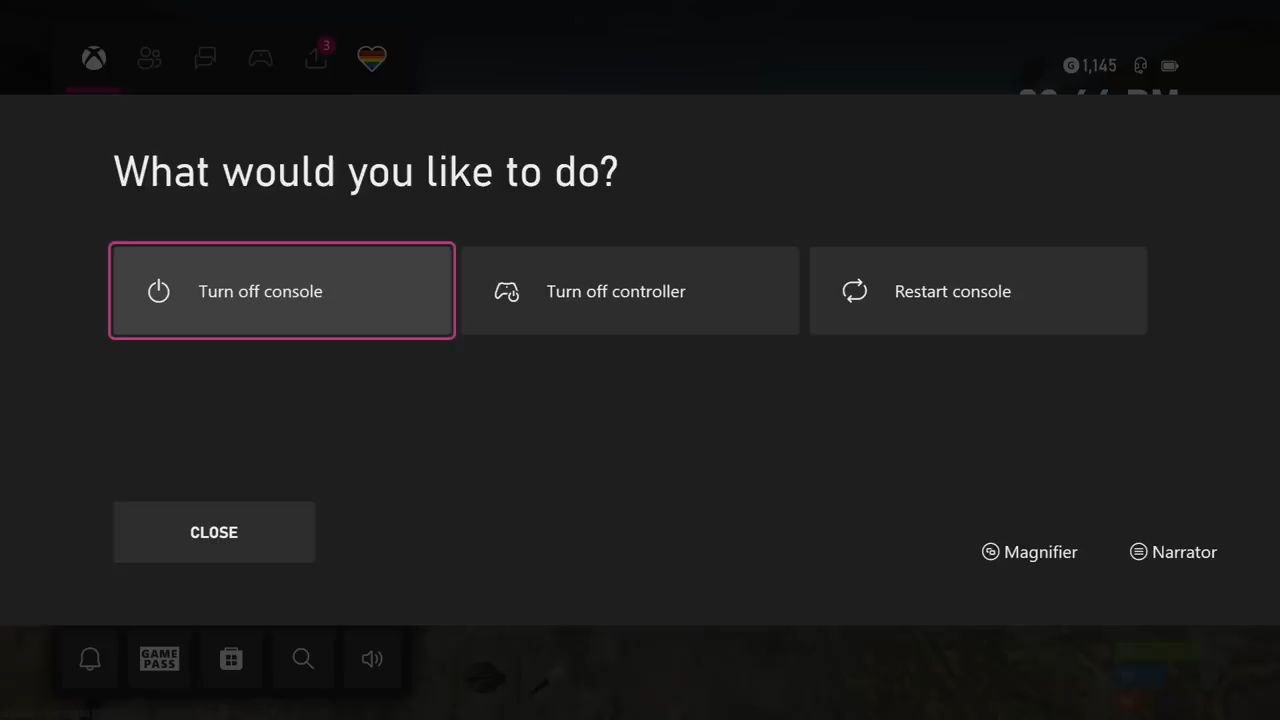 3
1,145
What would you like to do?
Turn off console
Turn off controller
Restart console
CLOSE
Magnifier
Narrator
GAME
PASS